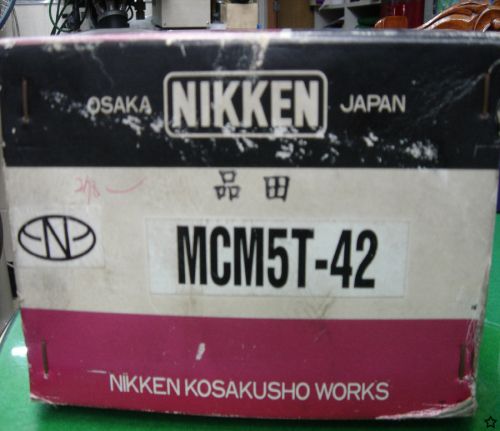 OSAKA NIKKEN JAPAN
品田
N
MCM5T-42
NIKKEN KOSAKUSHO WORKS